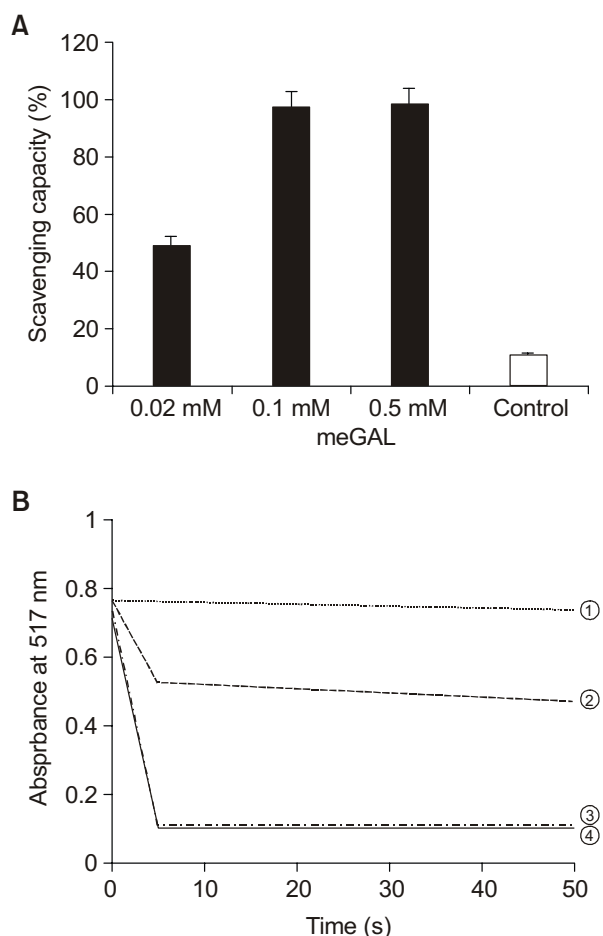 A
120
100
80
60
40
20
0
Scavenging capacity (%)
0.02 mM 0.1 mM 0.5 mM Control
meGAL
B
1
0.8
0.6
0.4
0.2
0
Absprbance at 517 nm
①
②
③
④
0 10 20 30 40 50
Time (s)